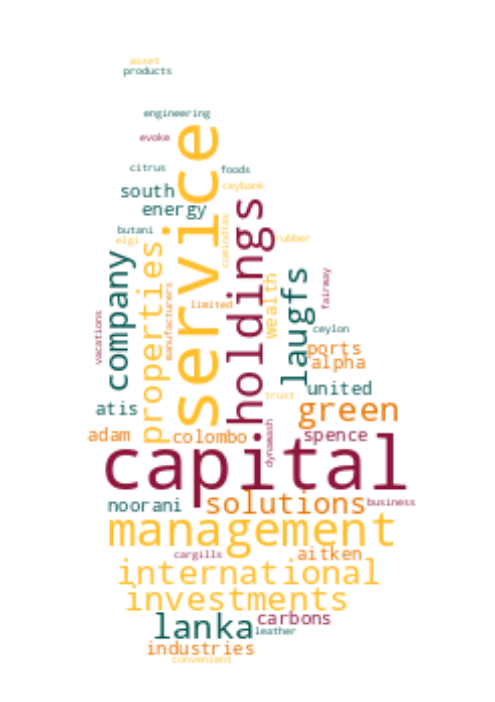 asset
products
engineering
evoke
service
citrus
foods
south
ceybank
energy
holdings
butani
elgi
properties
comindtax
rubber
company
manufacturers
Wealth
laugfs
fairway
limited
vacations
ceylon
ports
alpha
united
trust
atis
green
adam
colombo
dynawash
spence
capital
noorani
solutions
business
management
cargills
aitken
international
investments
carbons
lanka
leather
industries
convenient